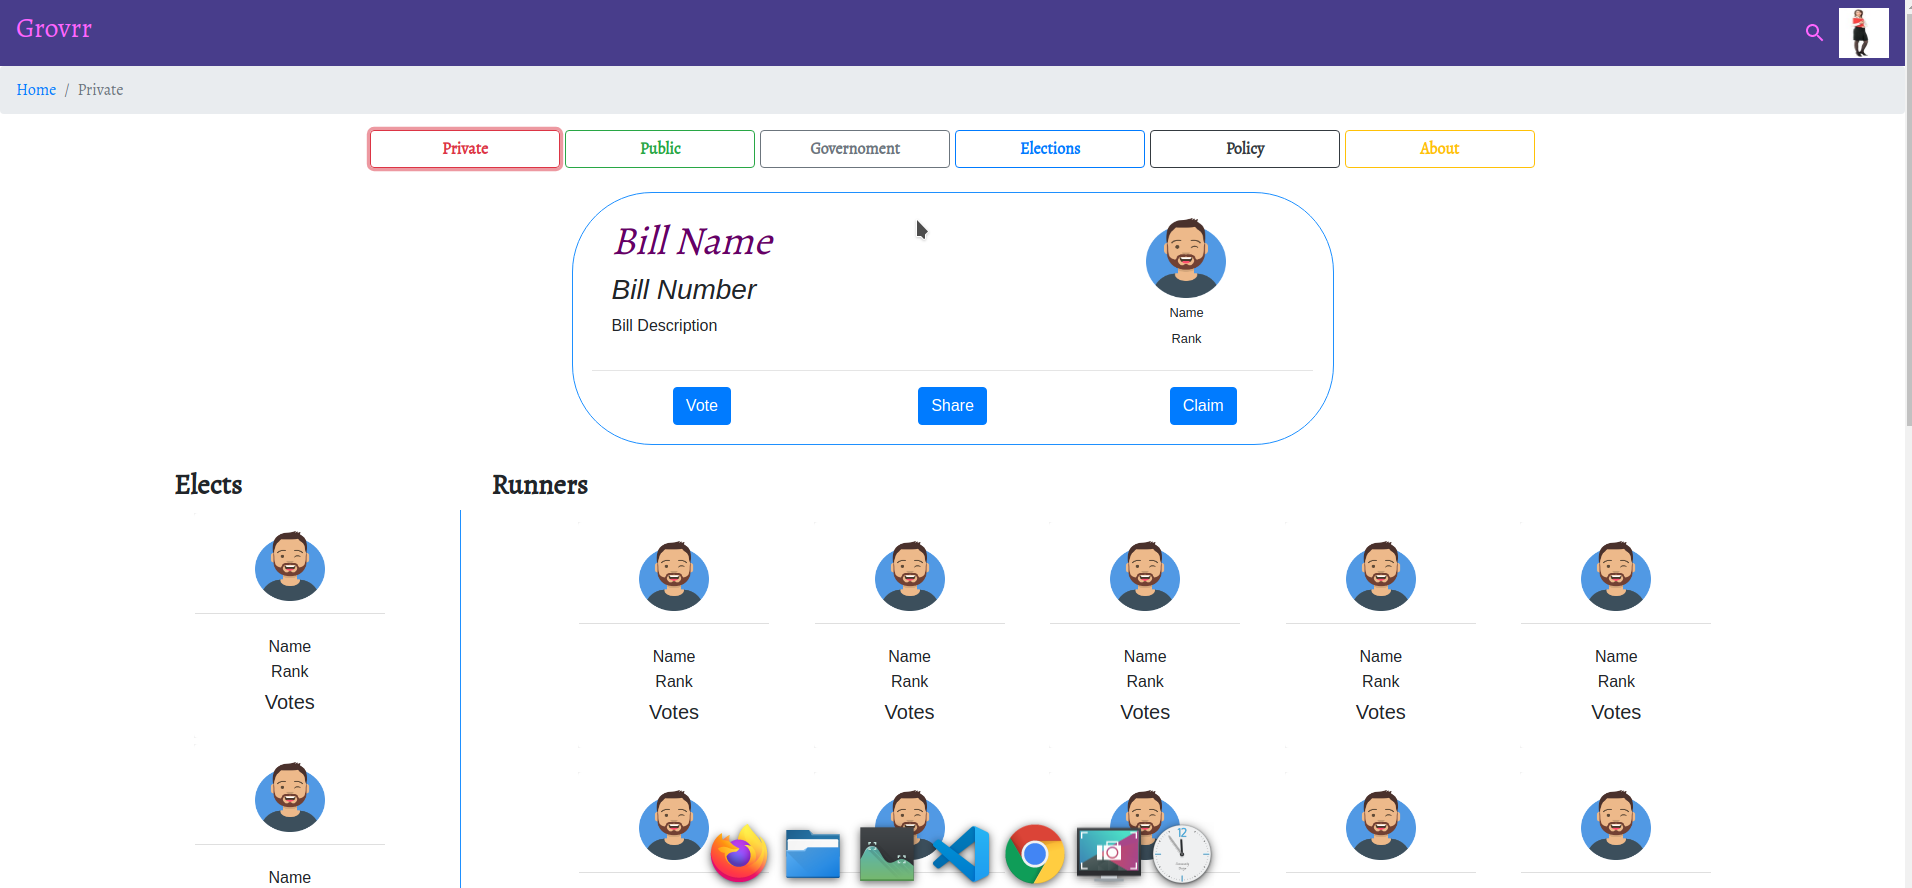 Grovrr
Home / Private
Private Public Governoment Elections Policy About
Bill Name
Bill Number
Bill Description
Name
Rank
Vote Share Claim
Elects Runners
Name
Rank
Votes
Name Name Name Name Name
Rank Rank Rank Rank Rank
Votes Votes Votes Votes Votes
Name
12